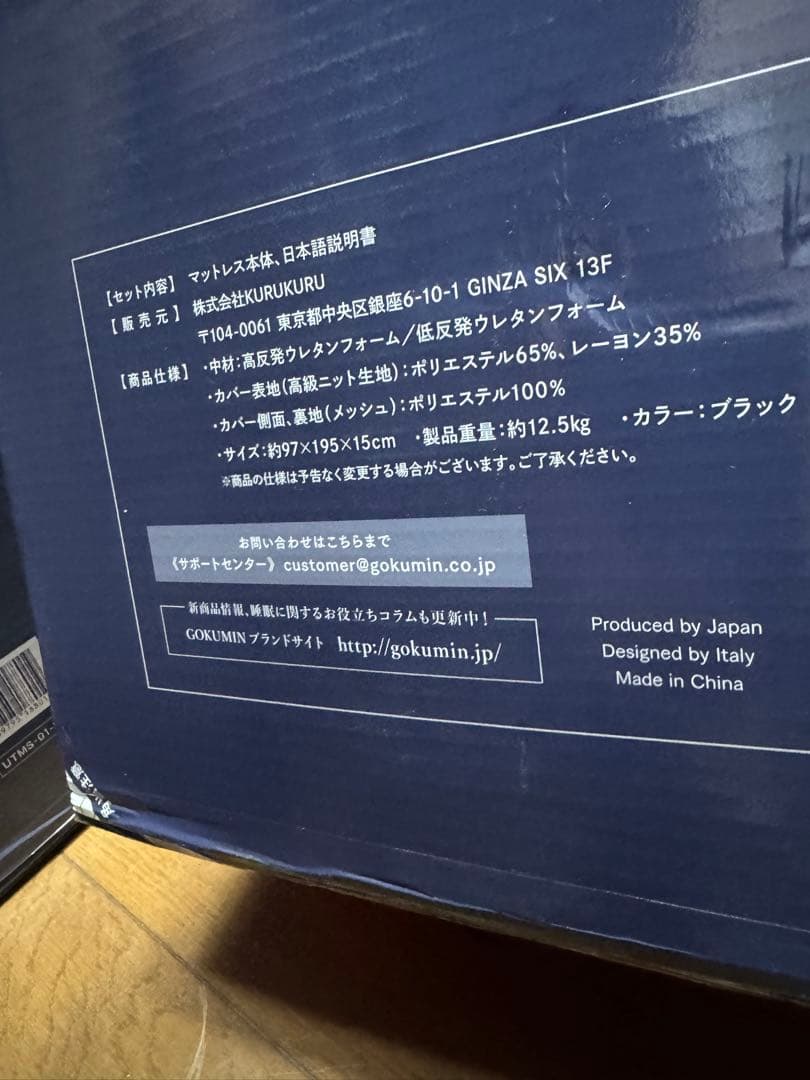 【セット内容】 マットレス本体、日本語説明書
【販売元】 株式会社KURUKURU
〒104-0061 東京都中央区銀座6-10-1 GINZA SIX 13F
【商品仕様】 ・中材：高反発ウレタンフォーム／低反発ウレタンフォーム
・カバー表地(高級ニット生地)：ポリエステル65%、レーヨン35%
・カバー側面、裏地(メッシュ)：ポリエステル100%
・サイズ：約97×195×15cm ・製品重量：約12.5kg ・カラー：ブラック
※商品の仕様は予告なく変更する場合がございます。ご了承ください。
お問い合わせはこちらまで
《サポートセンター》 customer@gokumin.co.jp
新商品情報、睡眠に関するお役立ちコラムも更新中！
GOKUMIN ブランドサイト http://gokumin.jp/
Produced by Japan
Designed by Italy
Made in China
UTMS-01-